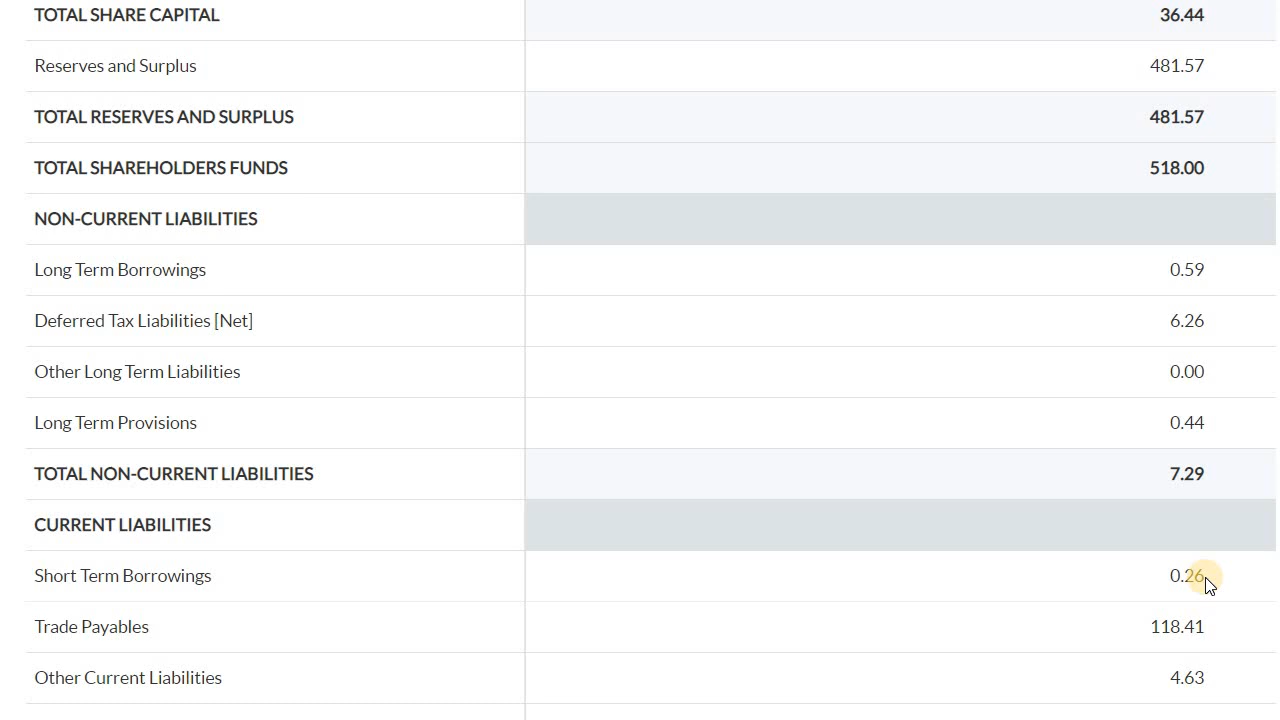 TOTAL SHARE CAPITAL 36.44
Reserves and Surplus 481.57
TOTAL RESERVES AND SURPLUS 481.57
TOTAL SHAREHOLDERS FUNDS 518.00
NON-CURRENT LIABILITIES
Long Term Borrowings 0.59
Deferred Tax Liabilities [Net] 6.26
Other Long Term Liabilities 0.00
Long Term Provisions 0.44
TOTAL NON-CURRENT LIABILITIES 7.29
CURRENT LIABILITIES
Short Term Borrowings 0.26
Trade Payables 118.41
Other Current Liabilities 4.63